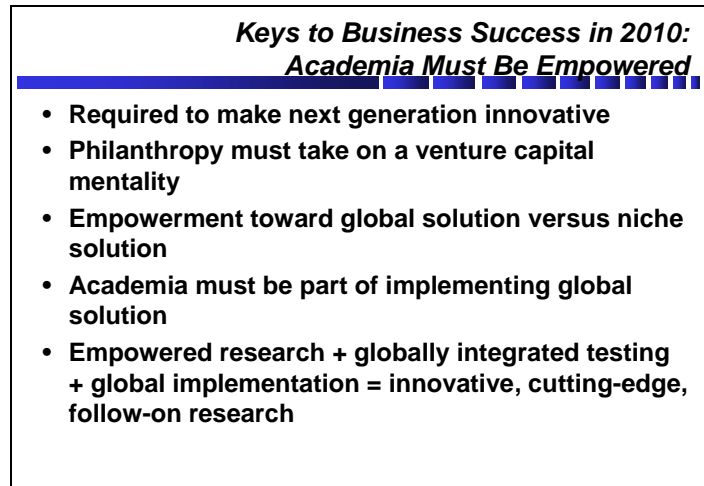 Keys to Business Success in 2010:
Academia Must Be Empowered
• Required to make next generation innovative
• Philanthropy must take on a venture capital
mentality
• Empowerment toward global solution versus niche
solution
• Academia must be part of implementing global
solution
• Empowered research + globally integrated testing
+ global implementation = innovative, cutting-edge,
follow-on research